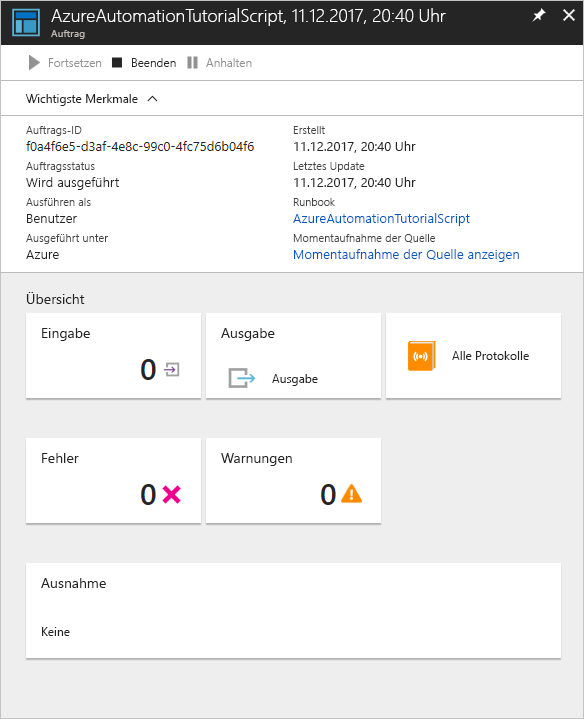 AzureAutomationTutorialScript, 11.12.2017, 20:40 Uhr
Auftrag
Fortsetzen Beenden Anhalten
Wichtigste Merkmale
Auftrags-ID
f0a4f6e5-d3af-4e8c-99c0-4fc75d6b04f6
Auftragsstatus
Wird ausgeführt
Ausführen als
Benutzer
Ausgeführt unter
Azure
Erstellt
11.12.2017, 20:40 Uhr
Letztes Update
11.12.2017, 20:40 Uhr
Runbook
AzureAutomationTutorialScript
Momentaufnahme der Quelle
Momentaufnahme der Quelle anzeigen
Übersicht
Eingabe
0
Ausgabe
Ausgabe
Alle Protokolle
Fehler
0
Warnungen
0
Ausnahme
Keine